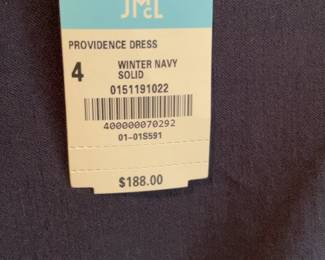 JMcL
PROVIDENCE DRESS
4 WINTER NAVY
SOLID
0151191022
400000070292
01-01S591
$188.00